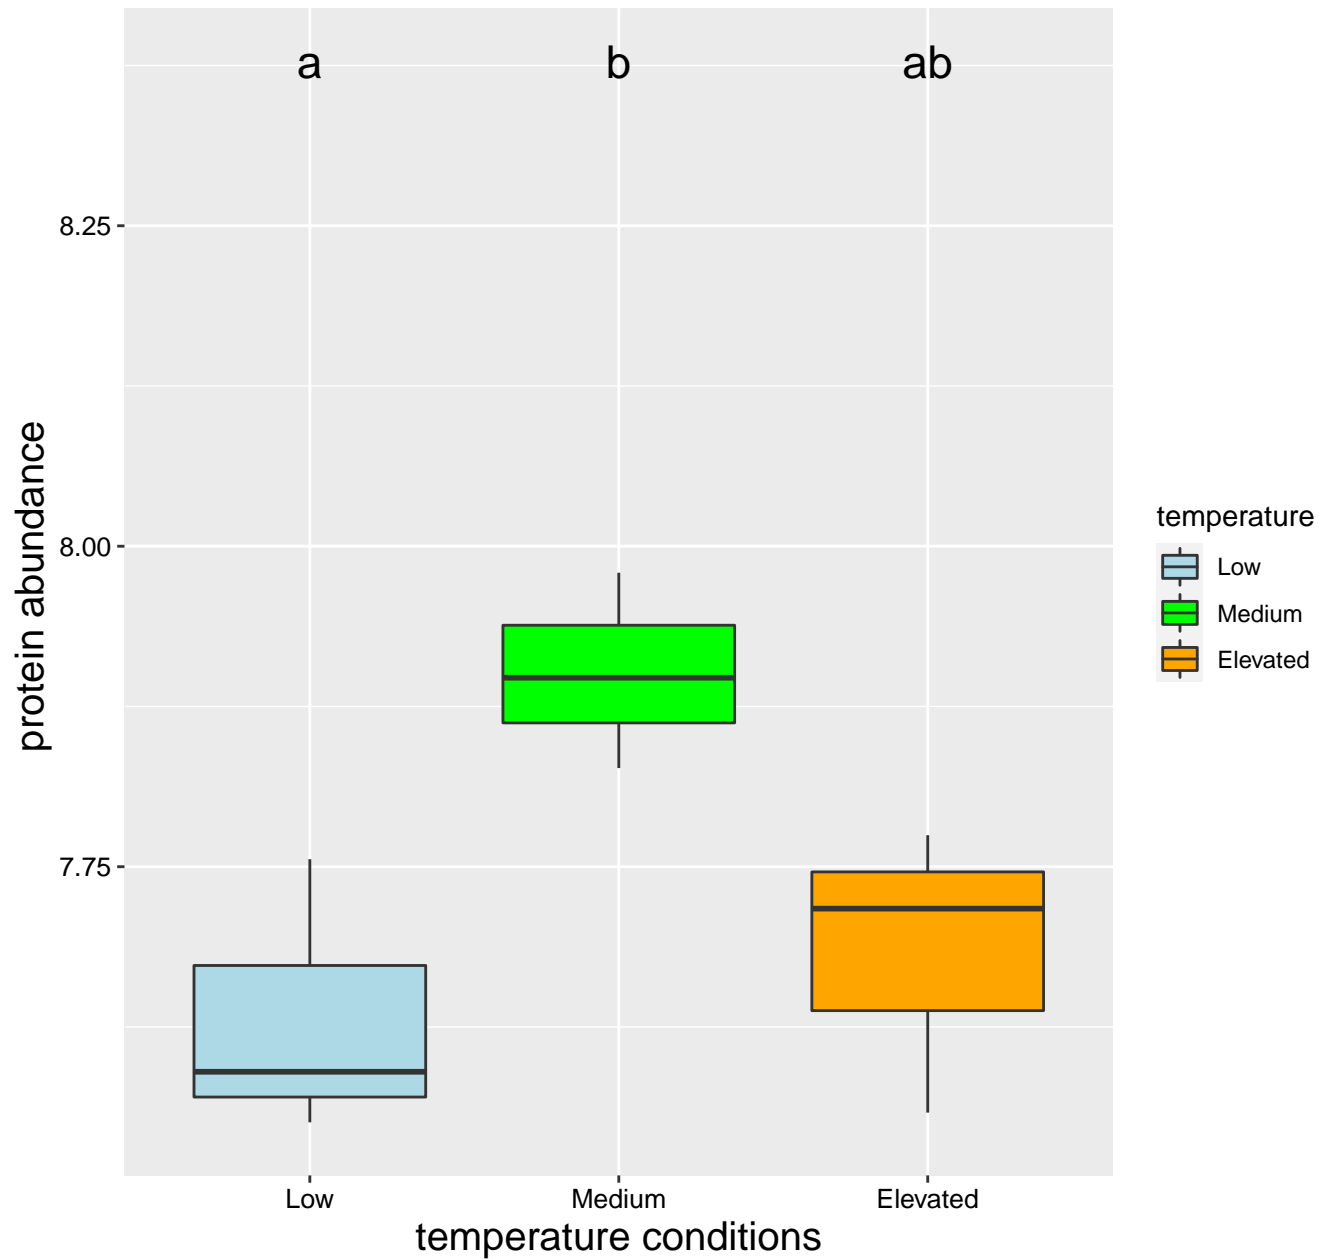 a b ab
8.25
8.00
7.75
protein abundance
Low Medium Elevated
temperature conditions
temperature
Low
Medium
Elevated